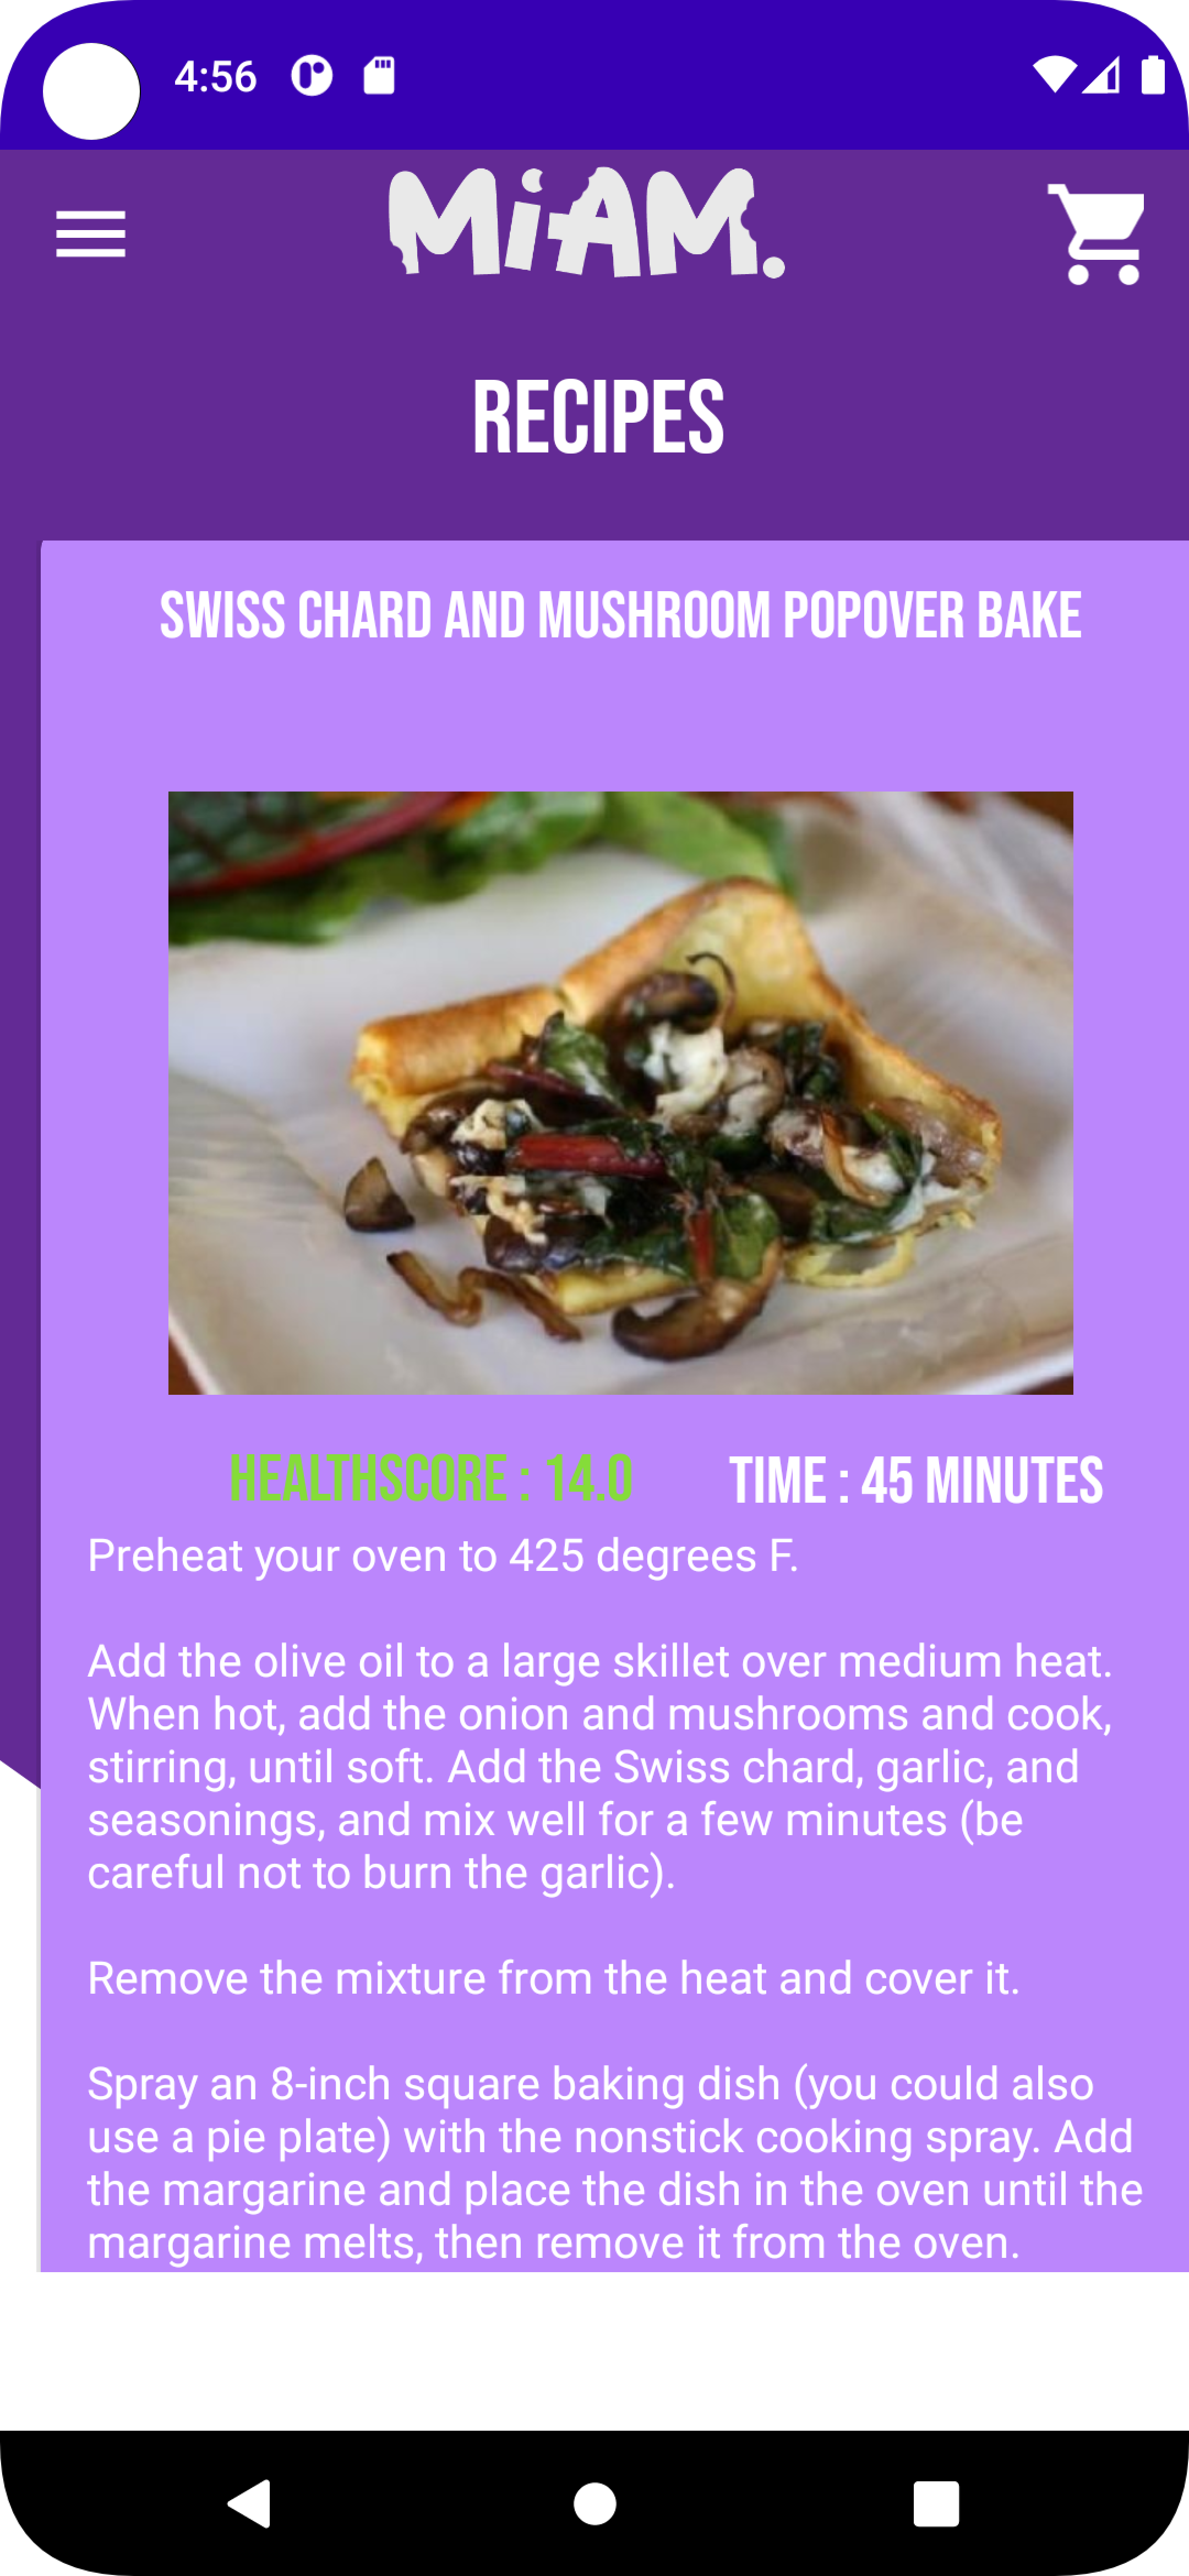 4:56
MiAM.
RECIPES
SWISS CHARD AND MUSHROOM POPOVER BAKE
HEALTHSCORE : 14.0 TIME : 45 MINUTES
Preheat your oven to 425 degrees F.
Add the olive oil to a large skillet over medium heat.
When hot, add the onion and mushrooms and cook,
stirring, until soft. Add the Swiss chard, garlic, and
seasonings, and mix well for a few minutes (be
careful not to burn the garlic).
Remove the mixture from the heat and cover it.
Spray an 8-inch square baking dish (you could also
use a pie plate) with the nonstick cooking spray. Add
the margarine and place the dish in the oven until the
margarine melts, then remove it from the oven.